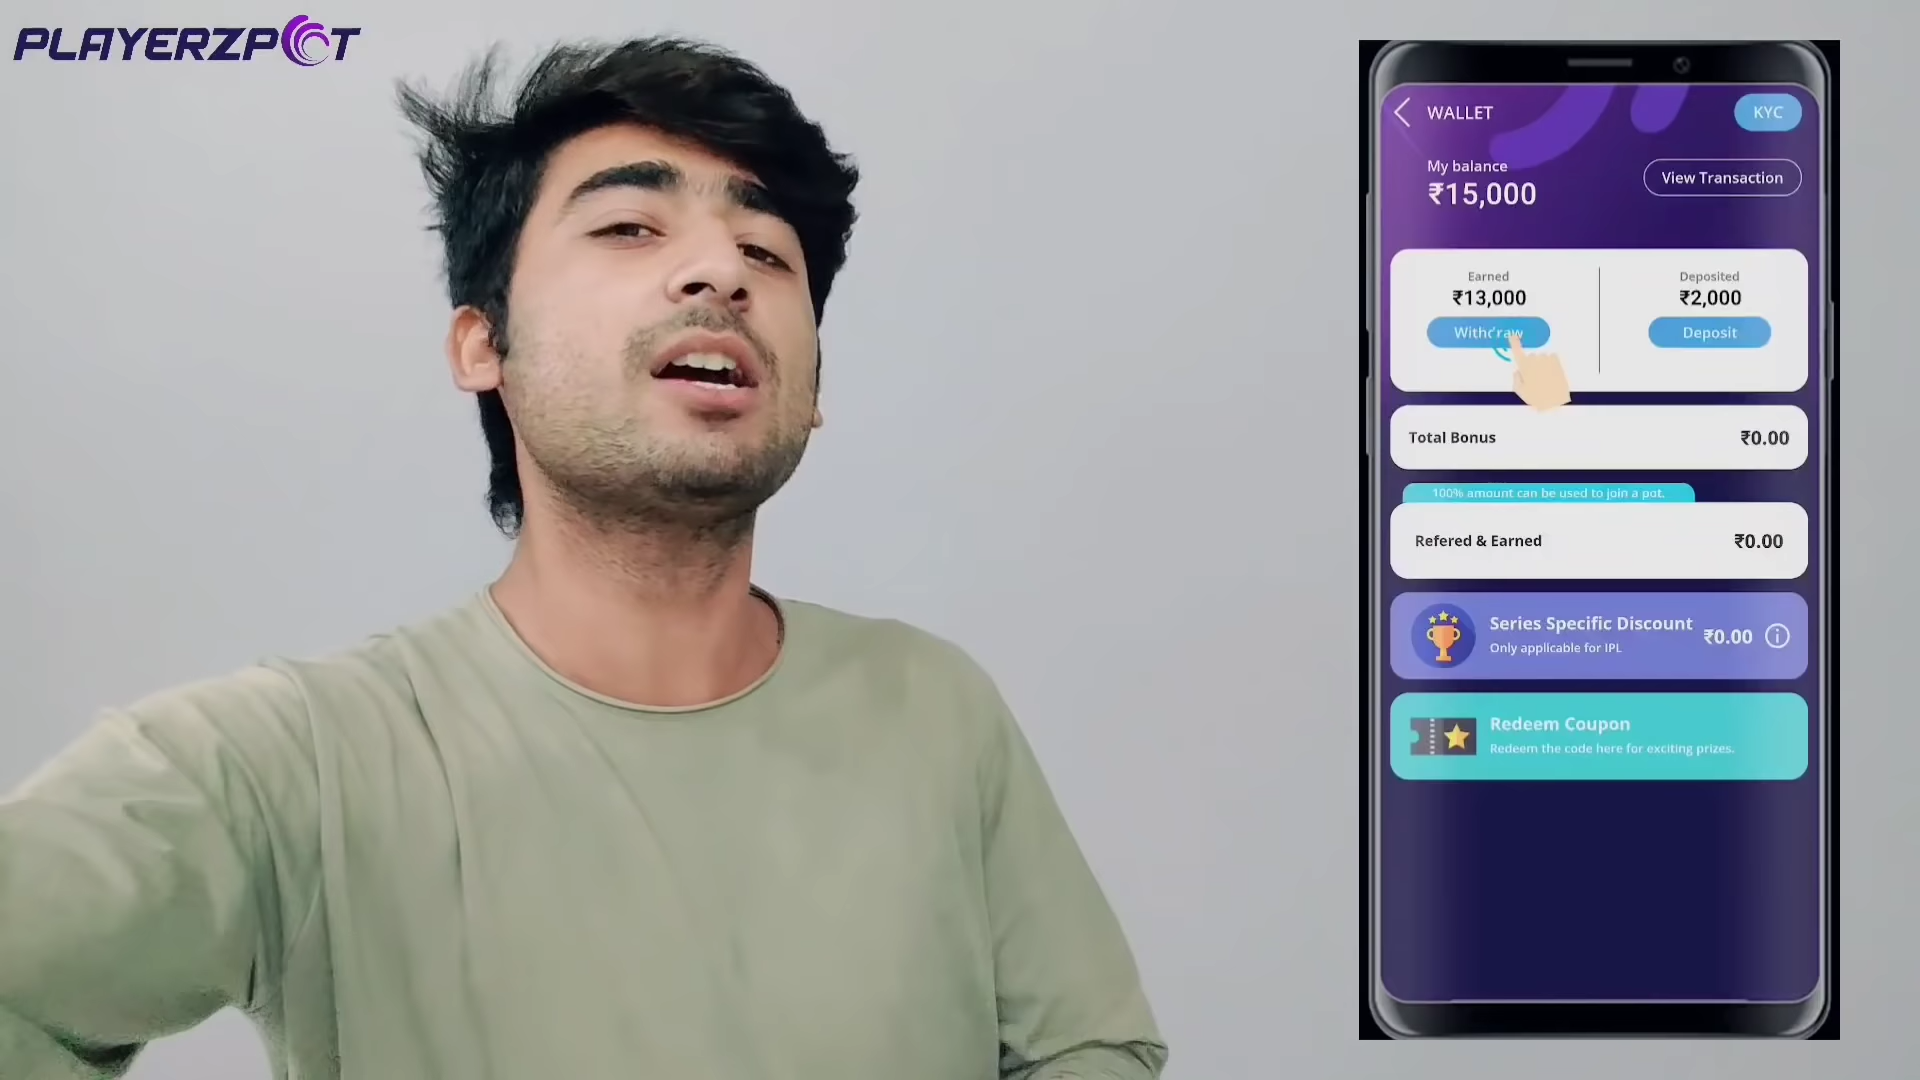 PLAYERZPOT
WALLET
KYC
My balance
₹15,000
View Transaction
Earned
₹13,000
Withdraw
Deposited
₹2,000
Deposit
Total Bonus
₹0.00
100% amount can be used to join a pot.
Refered & Earned
₹0.00
Series Specific Discount
Only applicable for IPL
₹0.00
Redeem Coupon
Redeem the code here for exciting prizes.